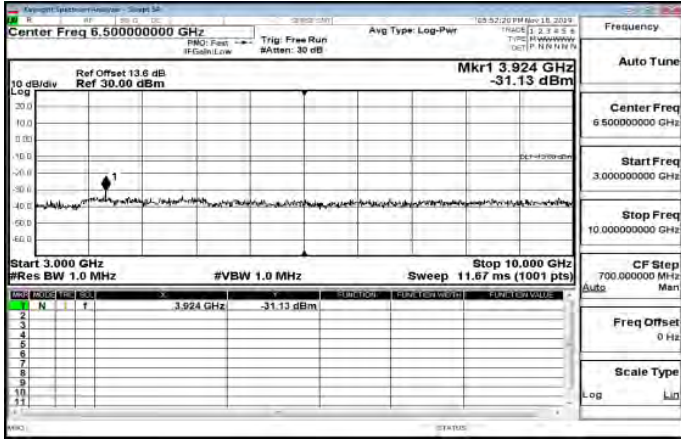 Keysight Spectrum Analyzer - Swept SA
R RF 50 Ω DC
05:52:20 PM Nov 18, 2019
Center Freq 6.500000000 GHz
Avg Type: Log-Pwr
TRACE 1 2 3 4 5 6
PNO: Fast
Trig: Free Run
TYPE M WWWWW
IFGain:Low
#Atten: 30 dB
DET P N N N N N
Ref Offset 13.6 dB
Mkr1 3.924 GHz
10 dB/div
Ref 30.00 dBm
-31.13 dBm
Log
20.0
10.0
0.00
-10.0
-20.0
-30.0
-40.0
-50.0
-60.0
1
Start 3.000 GHz
Stop 10.000 GHz
#Res BW 1.0 MHz
#VBW 1.0 MHz
Sweep 11.67 ms (1001 pts)
MKR MODE TRC SCL X Y FUNCTION FUNCTION WIDTH FUNCTION VALUE
1 N 1 f 3.924 GHz -31.13 dBm
2
3
4
5
6
7
8
9
10
11
MSG
STATUS
Frequency
Auto Tune
Center Freq
6.500000000 GHz
Start Freq
3.000000000 GHz
Stop Freq
10.000000000 GHz
CF Step
700.000000 MHz
Auto Man
Freq Offset
0 Hz
Scale Type
Log Lin